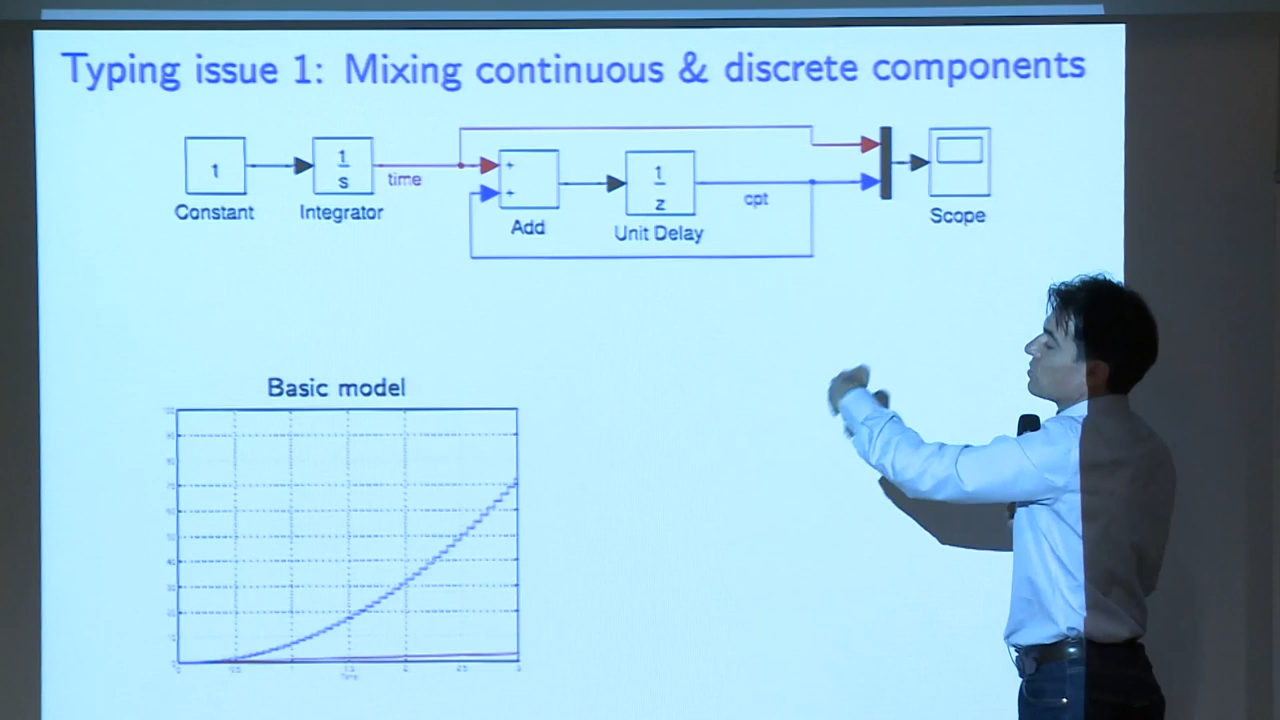 Typing issue 1: Mixing continuous & discrete components
1
Constant
1
s
Integrator
time
+
+
Add
1
z
Unit Delay
cpt
Scope
Basic model
Time